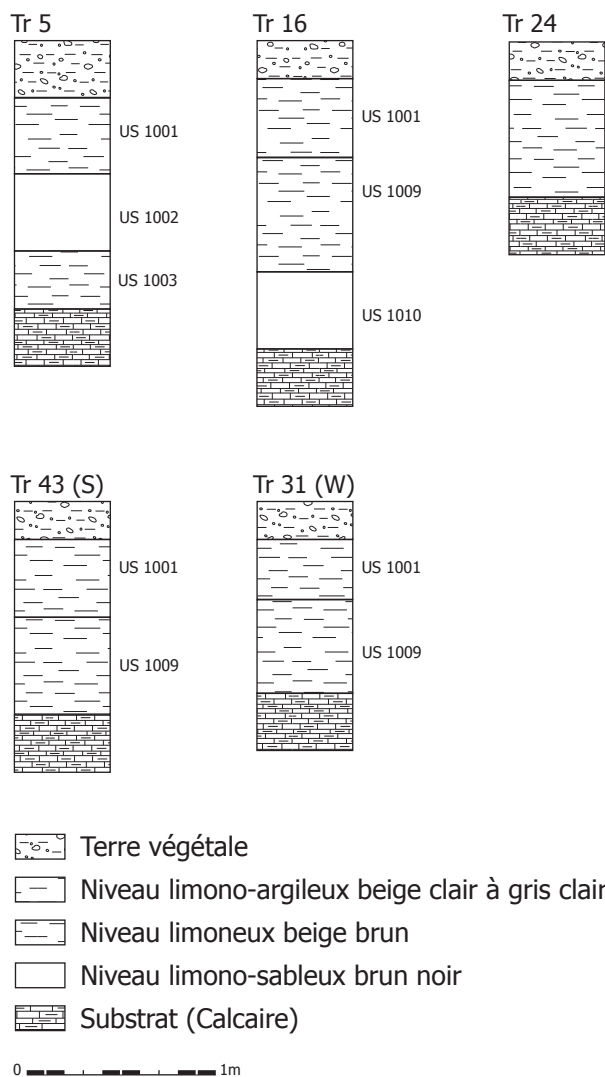 Tr 5 Tr 16 Tr 24
US 1001
US 1002
US 1003
US 1001
US 1009
US 1010
Tr 43 (S) Tr 31 (W)
US 1001
US 1009
US 1001
US 1009
Terre végétale
Niveau limono-argileux beige clair à gris clair
Niveau limoneux beige brun
Niveau limono-sableux brun noir
Substrat (Calcaire)
0 1m